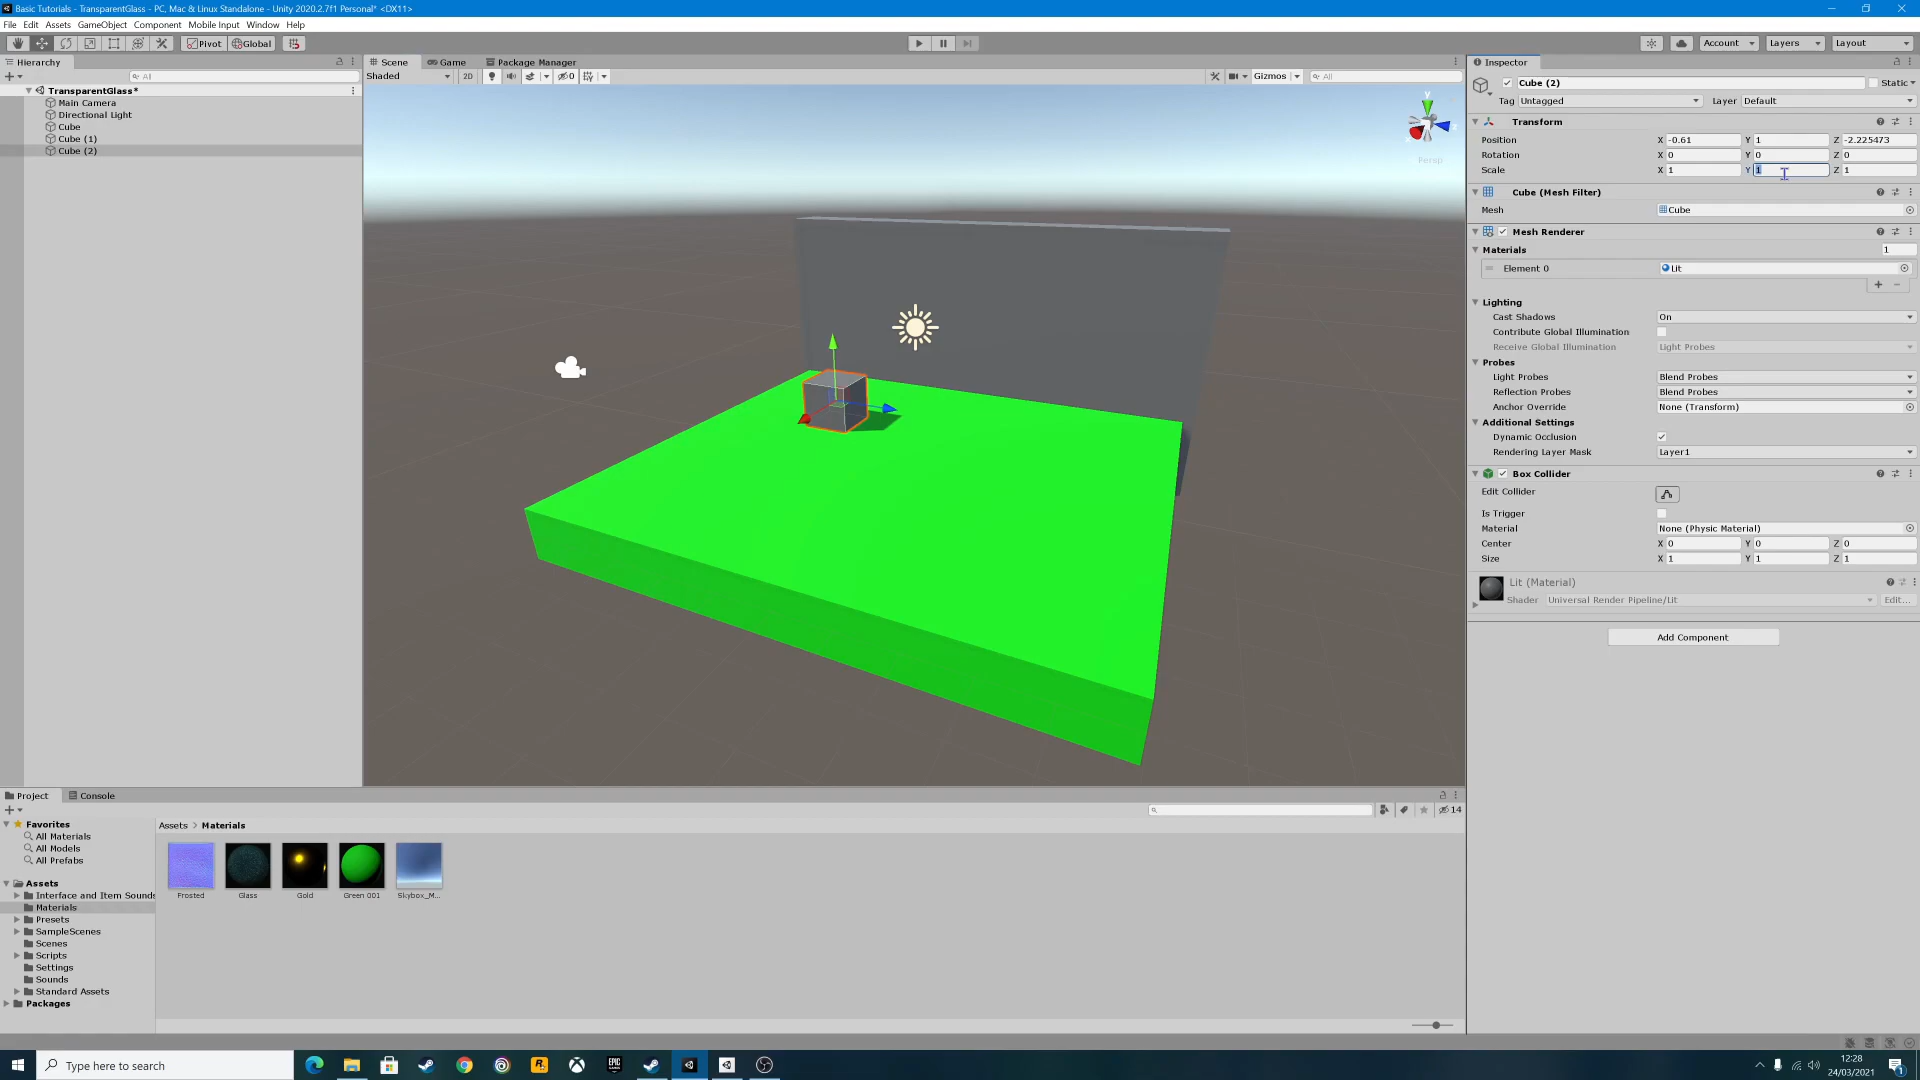 Basic Tutorials - TransparentGlass - PC, Mac & Linux Standalone - Unity 2020.2.7f1 Personal* <DX11>
File Edit Assets GameObject Component Mobile Input Window Help
Pivot Global Account Layers Layout
Hierarchy
All
TransparentGlass*
Main Camera
Directional Light
Cube
Cube (1)
Cube (2)
Scene Game Package Manager
Shaded 2D 0 Gizmos All
y
z
Persp
Inspector
Cube (2) Static
Tag Untagged Layer Default
Transform
Position X -0.61 Y 1 Z -2.225473
Rotation X 0 Y 0 Z 0
Scale X 1 Y 1 Z 1
Cube (Mesh Filter)
Mesh Cube
Mesh Renderer
Materials 1
Element 0 Lit
Lighting
Cast Shadows On
Contribute Global Illumination
Receive Global Illumination Light Probes
Probes
Light Probes Blend Probes
Reflection Probes Blend Probes
Anchor Override None (Transform)
Additional Settings
Dynamic Occlusion
Rendering Layer Mask Layer1
Box Collider
Edit Collider
Is Trigger
Material None (Physic Material)
Center X 0 Y 0 Z 0
Size X 1 Y 1 Z 1
Lit (Material)
Shader Universal Render Pipeline/Lit Edit...
Add Component
Project Console
14
Favorites
All Materials
All Models
All Prefabs
Assets
Interface and Item Sounds
Materials
Presets
SampleScenes
Scenes
Scripts
Settings
Sounds
Standard Assets
Packages
Assets > Materials
Frosted Glass Gold Green 001 Skybox_M...
Type here to search
12:28
24/03/2021